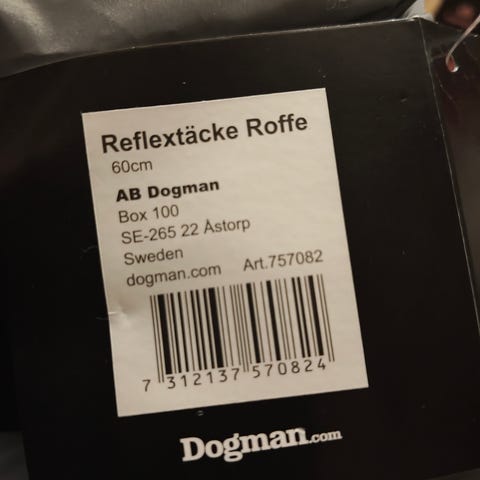 Reflextäcke Roffe
60cm
AB Dogman
Box 100
SE-265 22 Åstorp
Sweden
dogman.com Art.757082
7 312137 570824
Dogman.com